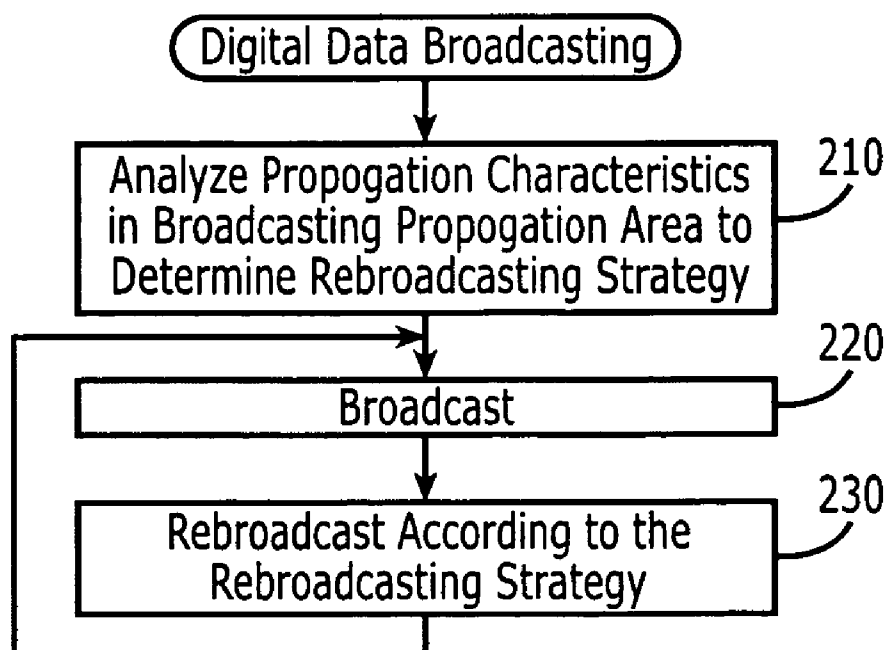 Digital Data Broadcasting
Analyze Propogation Characteristics
in Broadcasting Propogation Area to
Determine Rebroadcasting Strategy
210
Broadcast
220
Rebroadcast According to the
Rebroadcasting Strategy
230